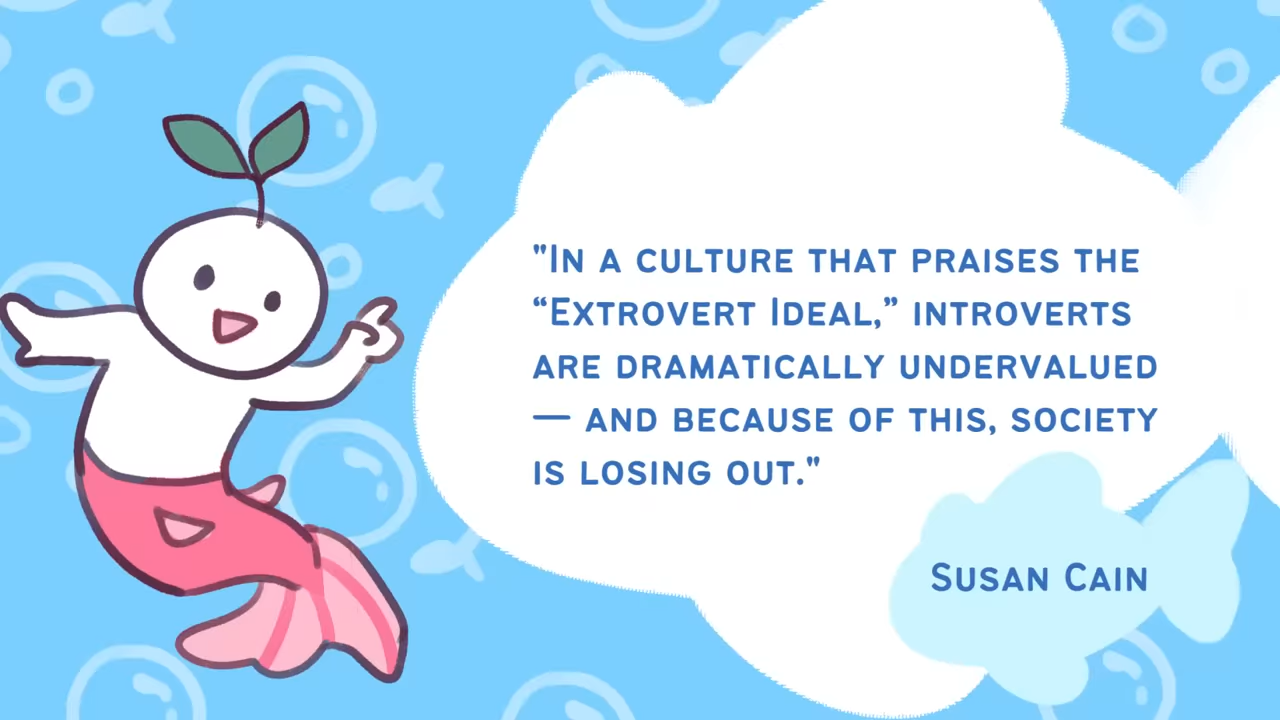 "In a culture that praises the
“Extrovert Ideal,” introverts
are dramatically undervalued
— and because of this, society
is losing out."
Susan Cain